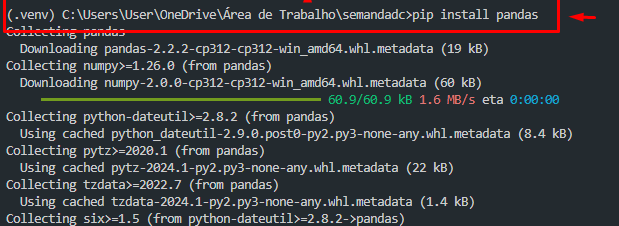 (.venv) C:\Users\User\OneDrive\Área de Trabalho\semandadc>pip install pandas
Collecting pandas
  Downloading pandas-2.2.2-cp312-cp312-win_amd64.whl.metadata (19 kB)
Collecting numpy>=1.26.0 (from pandas)
  Downloading numpy-2.0.0-cp312-cp312-win_amd64.whl.metadata (60 kB)
60.9/60.9 kB 1.6 MB/s eta 0:00:00
Collecting python-dateutil>=2.8.2 (from pandas)
  Using cached python_dateutil-2.9.0.post0-py2.py3-none-any.whl.metadata (8.4 kB)
Collecting pytz>=2020.1 (from pandas)
  Using cached pytz-2024.1-py2.py3-none-any.whl.metadata (22 kB)
Collecting tzdata>=2022.7 (from pandas)
  Using cached tzdata-2024.1-py2.py3-none-any.whl.metadata (1.4 kB)
Collecting six>=1.5 (from python-dateutil>=2.8.2->pandas)